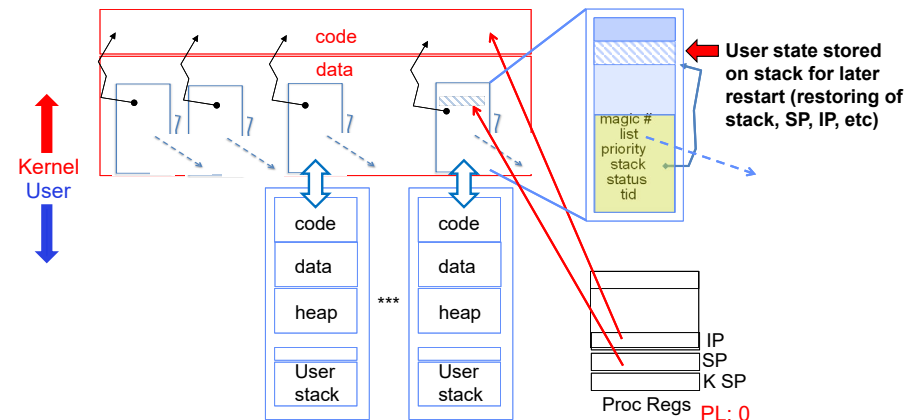 code
data
Kernel
User
User state stored
on stack for later
restart (restoring of
stack, SP, IP, etc)
magic #
list
priority
stack
status
tid
code
data
heap
User
stack
***
code
data
heap
User
stack
IP
SP
K SP
Proc Regs
PL: 0